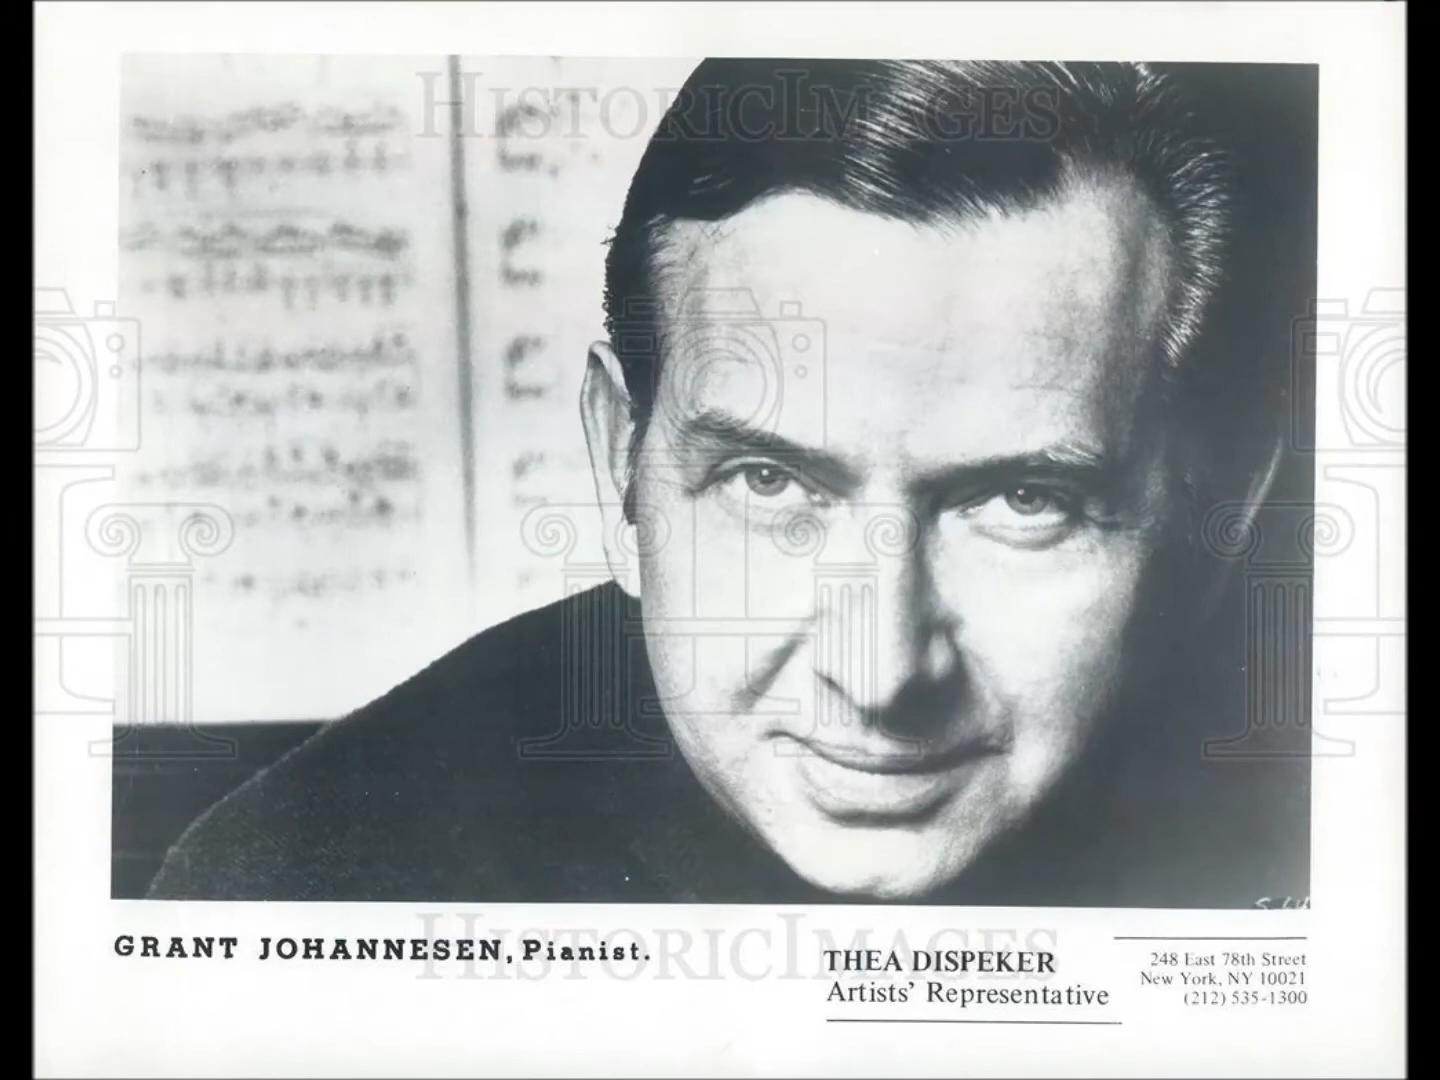 HISTORICIMAGES
GRANT JOHANNESEN, Pianist.
HISTORICIMAGES
THEA DISPEKER
Artists' Representative
248 East 78th Street
New York, NY 10021
(212) 535-1300